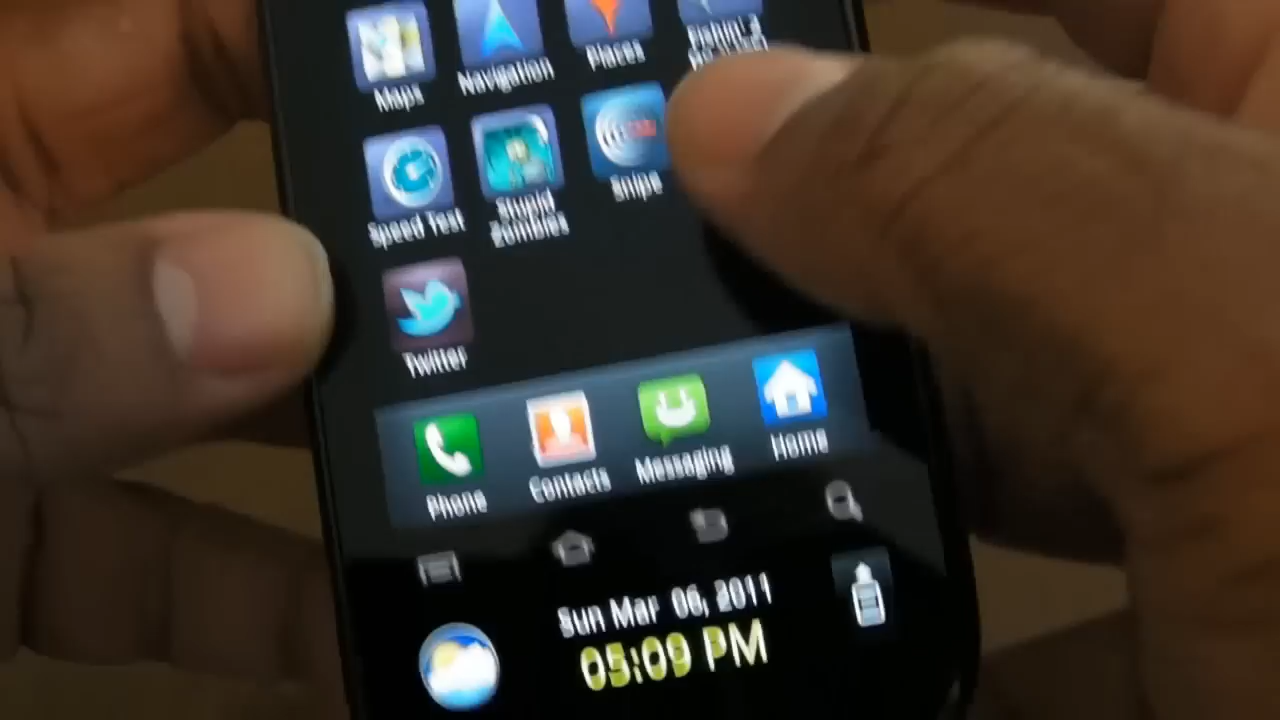 Maps
Navigation
Places
Speed Test
Stupid
Zombies
Snipe
Twitter
Phone
Contacts
Messaging
Home
Sun Mar 06, 2011
05:09 PM